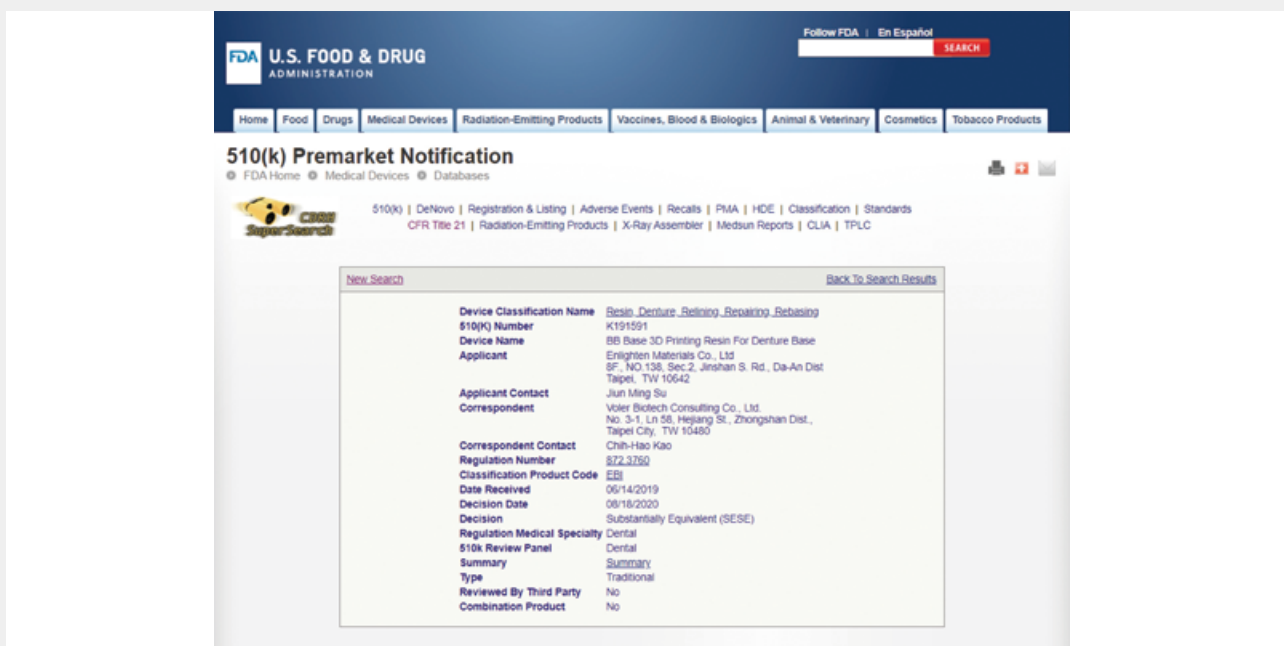 Follow FDA | En Español
SEARCH
FDA U.S. FOOD & DRUG
ADMINISTRATION
Home Food Drugs Medical Devices Radiation-Emitting Products Vaccines, Blood & Biologics Animal & Veterinary Cosmetics Tobacco Products
510(k) Premarket Notification
FDA Home Medical Devices Databases
CDRH
SuperSearch
510(k) | DeNovo | Registration & Listing | Adverse Events | Recalls | PMA | HDE | Classification | Standards
CFR Title 21 | Radiation-Emitting Products | X-Ray Assembler | Medsun Reports | CLIA | TPLC
New Search Back To Search Results
Device Classification Name Resin, Denture, Relining, Repairing, Rebasing
510(K) Number K191591
Device Name BB Base 3D Printing Resin For Denture Base
Applicant Enlighten Materials Co., Ltd
8F., NO.138, Sec.2, Jinshan S. Rd., Da-An Dist
Taipei, TW 10642
Applicant Contact Jiun Ming Su
Correspondent Voler Biotech Consulting Co., Ltd.
No. 3-1, Ln 58, Hejiang St., Zhongshan Dist.,
Taipei City, TW 10480
Correspondent Contact Chih-Hao Kao
Regulation Number 872.3760
Classification Product Code EBI
Date Received 06/14/2019
Decision Date 08/18/2020
Decision Substantially Equivalent (SESE)
Regulation Medical Specialty Dental
510k Review Panel Dental
Summary Summary
Type Traditional
Reviewed By Third Party No
Combination Product No